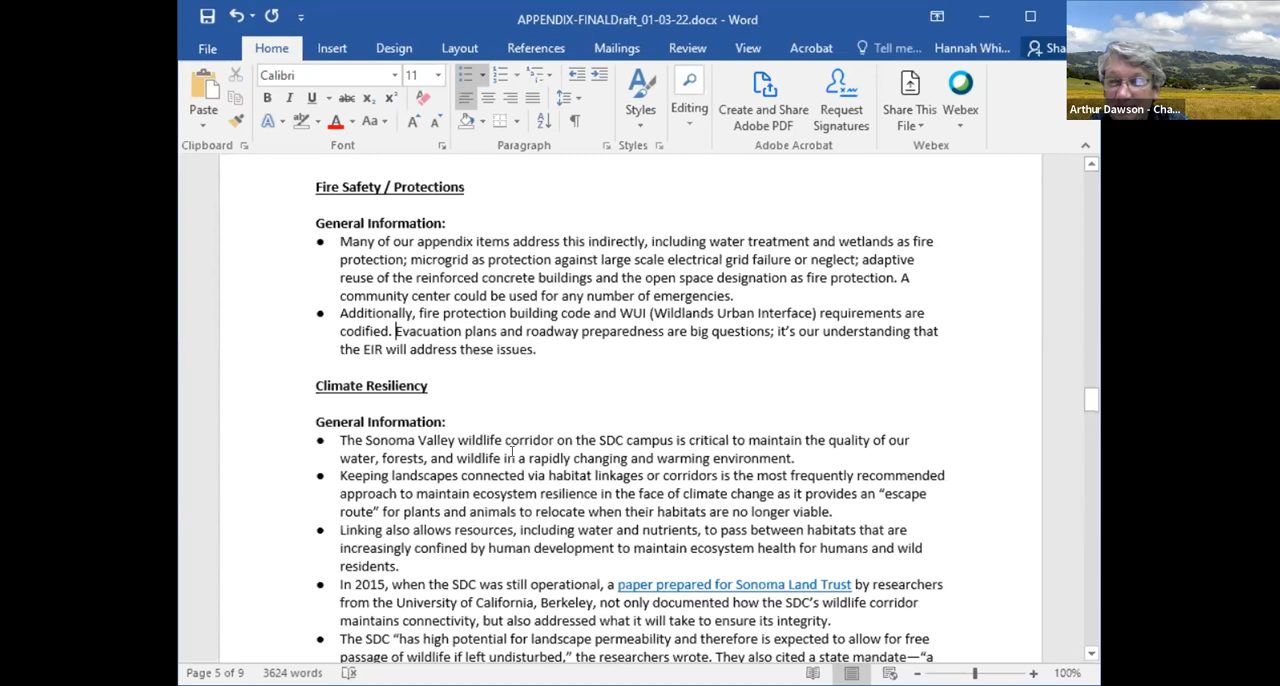 APPENDIX-FINALDraft_01-03-22.docx - Word
File Home Insert Design Layout References Mailings Review View Acrobat Tell me... Hannah Whi... Sha
Arthur Dawson - Cha...
Calibri 11
Paste
B I U abc X₂ X²
A A Aa A A
Styles
Editing
Create and Share Adobe PDF
Request Signatures
Share This File
Webex
Clipboard Font Paragraph Styles Adobe Acrobat Webex
Fire Safety / Protections
General Information:
● Many of our appendix items address this indirectly, including water treatment and wetlands as fire
protection; microgrid as protection against large scale electrical grid failure or neglect; adaptive
reuse of the reinforced concrete buildings and the open space designation as fire protection. A
community center could be used for any number of emergencies.
● Additionally, fire protection building code and WUI (Wildlands Urban Interface) requirements are
codified. Evacuation plans and roadway preparedness are big questions; it’s our understanding that
the EIR will address these issues.
Climate Resiliency
General Information:
● The Sonoma Valley wildlife corridor on the SDC campus is critical to maintain the quality of our
water, forests, and wildlife in a rapidly changing and warming environment.
● Keeping landscapes connected via habitat linkages or corridors is the most frequently recommended
approach to maintain ecosystem resilience in the face of climate change as it provides an “escape
route” for plants and animals to relocate when their habitats are no longer viable.
● Linking also allows resources, including water and nutrients, to pass between habitats that are
increasingly confined by human development to maintain ecosystem health for humans and wild
residents.
● In 2015, when the SDC was still operational, a paper prepared for Sonoma Land Trust by researchers
from the University of California, Berkeley, not only documented how the SDC’s wildlife corridor
maintains connectivity, but also addressed what it will take to ensure its integrity.
● The SDC “has high potential for landscape permeability and therefore is expected to allow for free
passage of wildlife if left undisturbed,” the researchers wrote. They also cited a state mandate—“a
Page 5 of 9 3624 words 100%